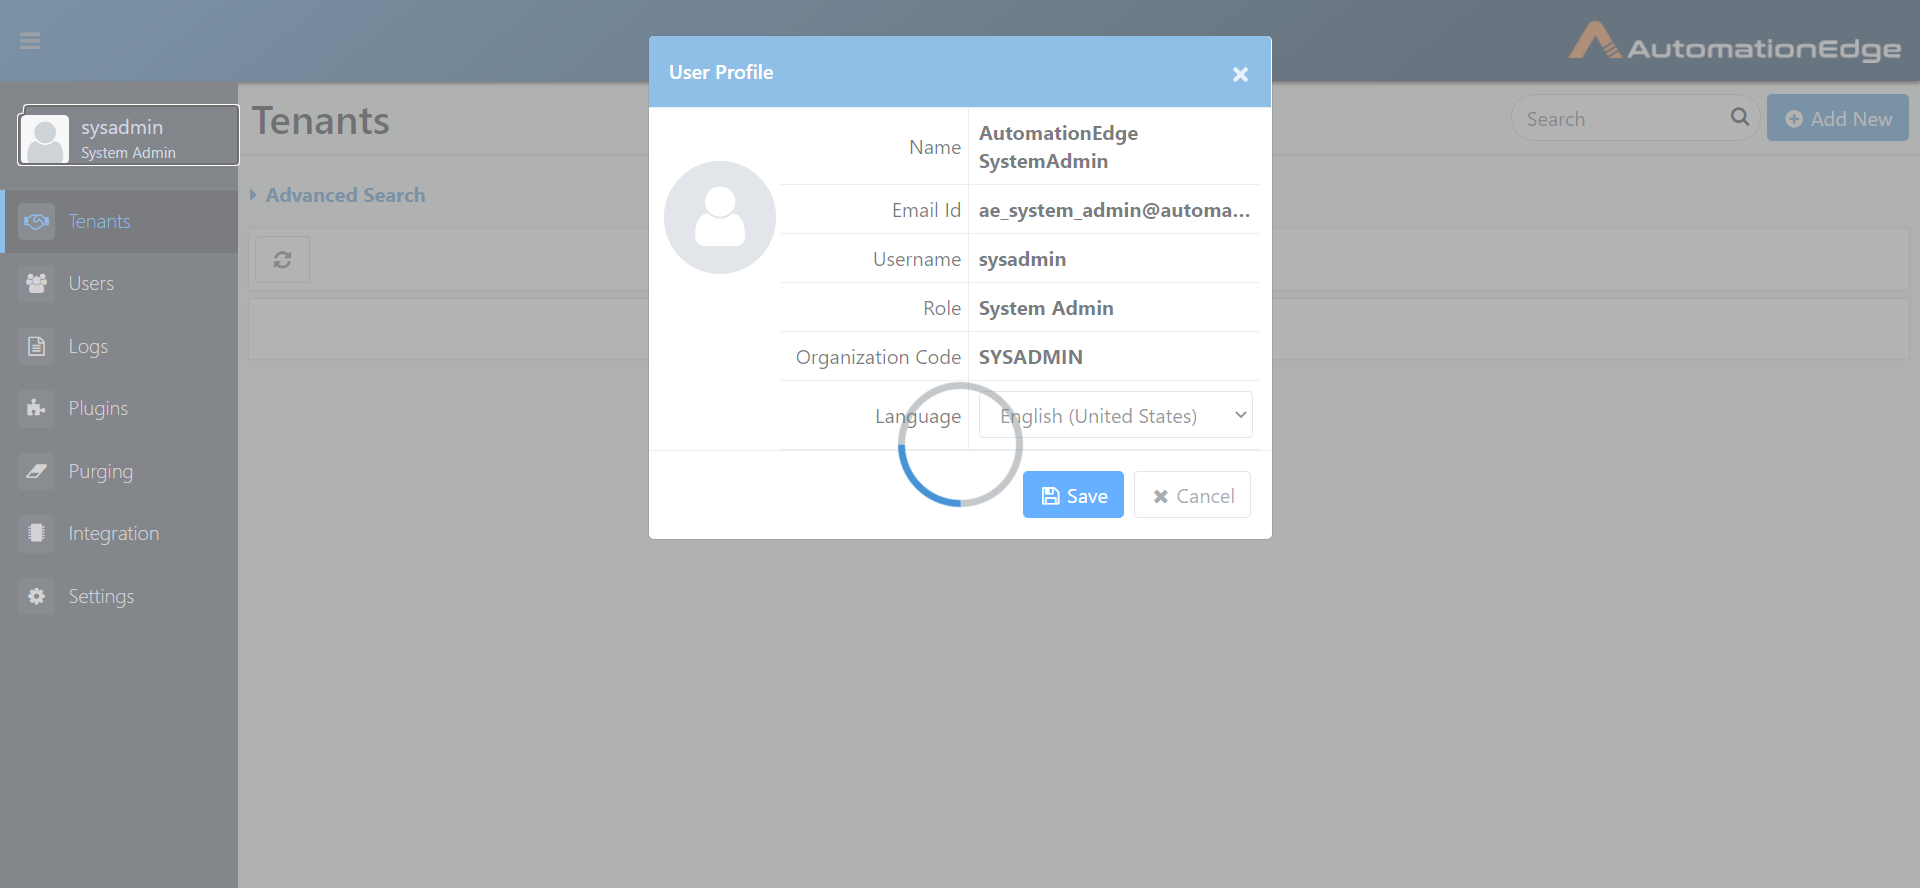 AutomationEdge
sysadmin
System Admin
Tenants
Users
Logs
Plugins
Purging
Integration
Settings
Tenants
Search
Add New
Advanced Search
User Profile
Name
AutomationEdge
SystemAdmin
Email Id
ae_system_admin@automa...
Username
sysadmin
Role
System Admin
Organization Code
SYSADMIN
Language
English (United States)
Save
Cancel